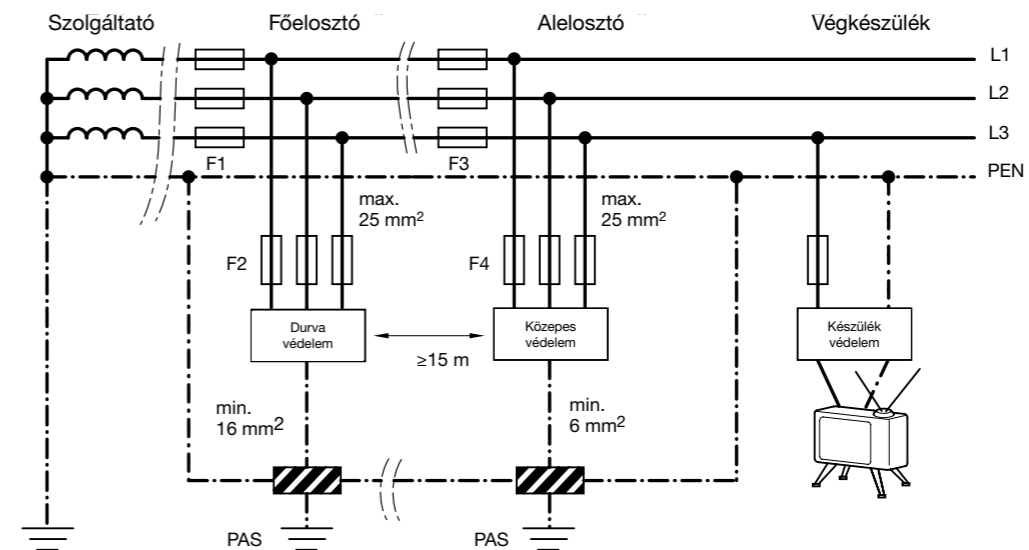 Szolgáltató
Főelosztó
Alelosztó
Végkészülék
L1
L2
L3
F1
F3
PEN
max.
25 mm²
max.
25 mm²
F2
F4
Durva
védelem
≥15 m
Közepes
védelem
Készülék
védelem
min.
16 mm²
min.
6 mm²
PAS
PAS